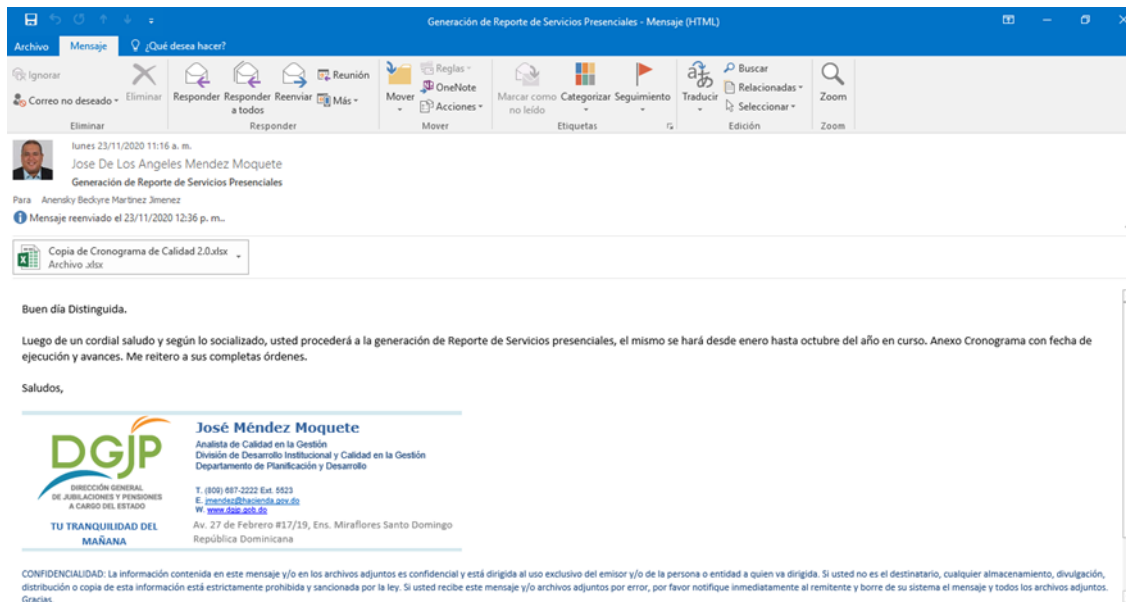 Generación de Reporte de Servicios Presenciales - Mensaje (HTML)
Archivo Mensaje ¿Qué desea hacer?
Ignorar
Correo no deseado
Eliminar
Responder
Responder a todos
Reenviar
Reunión
Más
Mover
Reglas
OneNote
Acciones
Marcar como no leído
Categorizar
Seguimiento
Traducir
Buscar
Relacionadas
Seleccionar
Zoom
Eliminar Responder Mover Etiquetas Edición Zoom
lunes 23/11/2020 11:16 a. m.
Jose De Los Angeles Mendez Moquete
Generación de Reporte de Servicios Presenciales
Para Anensky Beckyre Martinez Jimenez
Mensaje reenviado el 23/11/2020 12:36 p. m..
Copia de Cronograma de Calidad 2.0.xlsx
Archivo .xlsx
Buen día Distinguida.
Luego de un cordial saludo y según lo socializado, usted procederá a la generación de Reporte de Servicios presenciales, el mismo se hará desde enero hasta octubre del año en curso. Anexo Cronograma con fecha de
ejecución y avances. Me reitero a sus completas órdenes.
Saludos,
DGJP
DIRECCIÓN GENERAL
DE JUBILACIONES Y PENSIONES
A CARGO DEL ESTADO
TU TRANQUILIDAD DEL
MAÑANA
José Méndez Moquete
Analista de Calidad en la Gestión
División de Desarrollo Institucional y Calidad en la Gestión
Departamento de Planificación y Desarrollo
T. (809) 687-2222 Ext. 5523
E. jmendez@hacienda.gov.do
W. www.dgjp.gob.do
Av. 27 de Febrero #17/19, Ens. Miraflores Santo Domingo
República Dominicana
CONFIDENCIALIDAD: La información contenida en este mensaje y/o en los archivos adjuntos es confidencial y está dirigida al uso exclusivo del emisor y/o de la persona o entidad a quien va dirigida. Si usted no es el destinatario, cualquier almacenamiento, divulgación,
distribución o copia de esta información está estrictamente prohibida y sancionada por la ley. Si usted recibe este mensaje y/o archivos adjuntos por error, por favor notifique inmediatamente al remitente y borre de su sistema el mensaje y todos los archivos adjuntos.
Gracias.